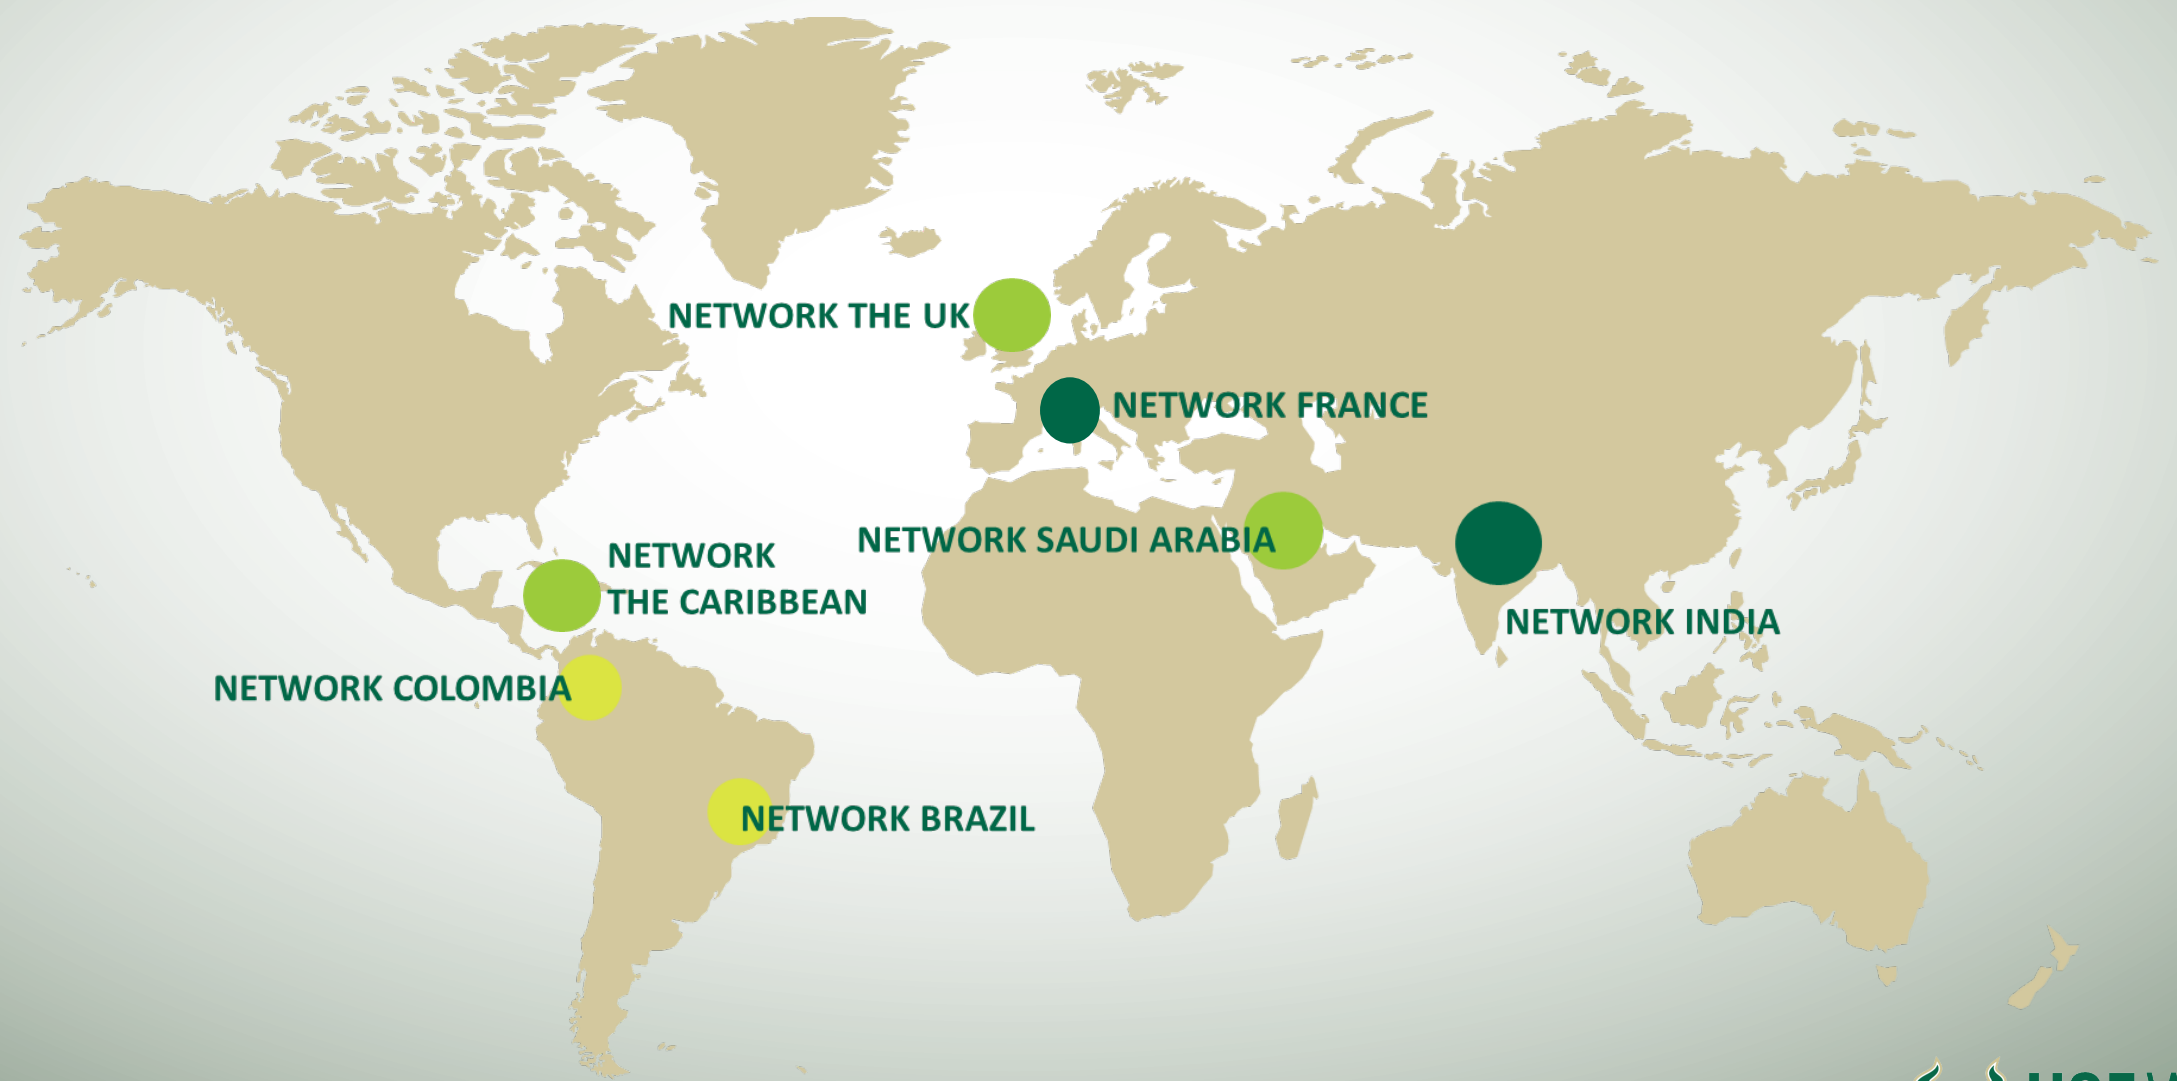 NETWORK THE UK
NETWORK FRANCE
NETWORK SAUDI ARABIA
NETWORK
THE CARIBBEAN
NETWORK INDIA
NETWORK COLOMBIA
NETWORK BRAZIL